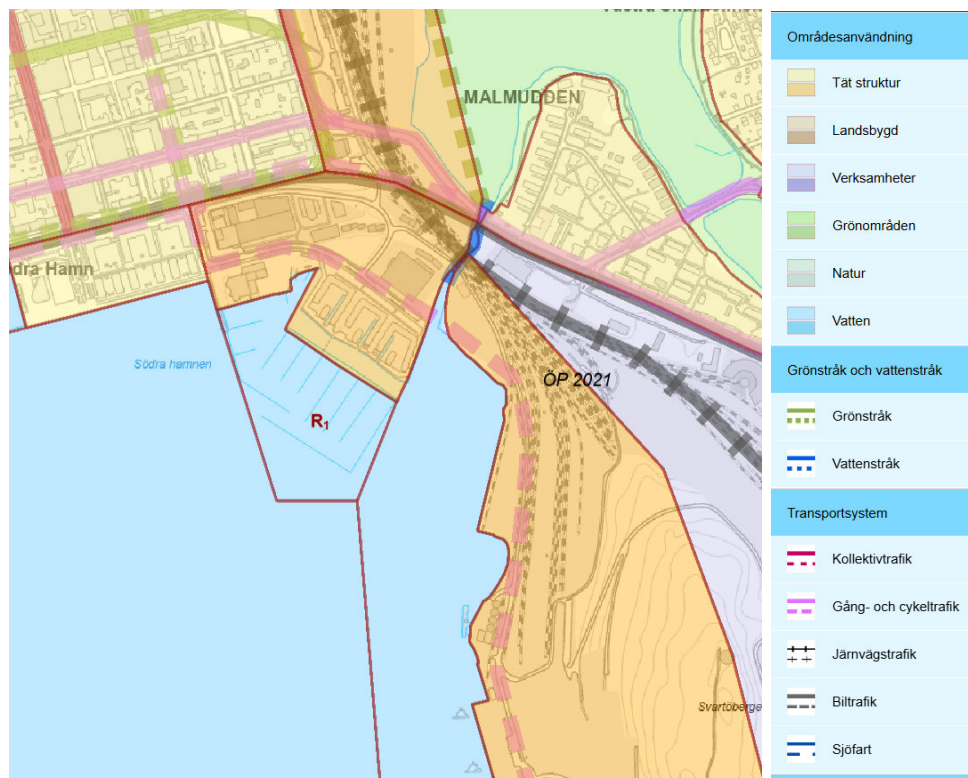 MALMUDDEN
dra Hamn
Södra hamnen
R₁
ÖP 2021
Svartöberge
Områdesanvändning
Tät struktur
Landsbygd
Verksamheter
Grönområden
Natur
Vatten
Grönstråk och vattenstråk
Grönstråk
Vattenstråk
Transportsystem
Kollektivtrafik
Gång- och cykeltrafik
Järnvägstrafik
Biltrafik
Sjöfart